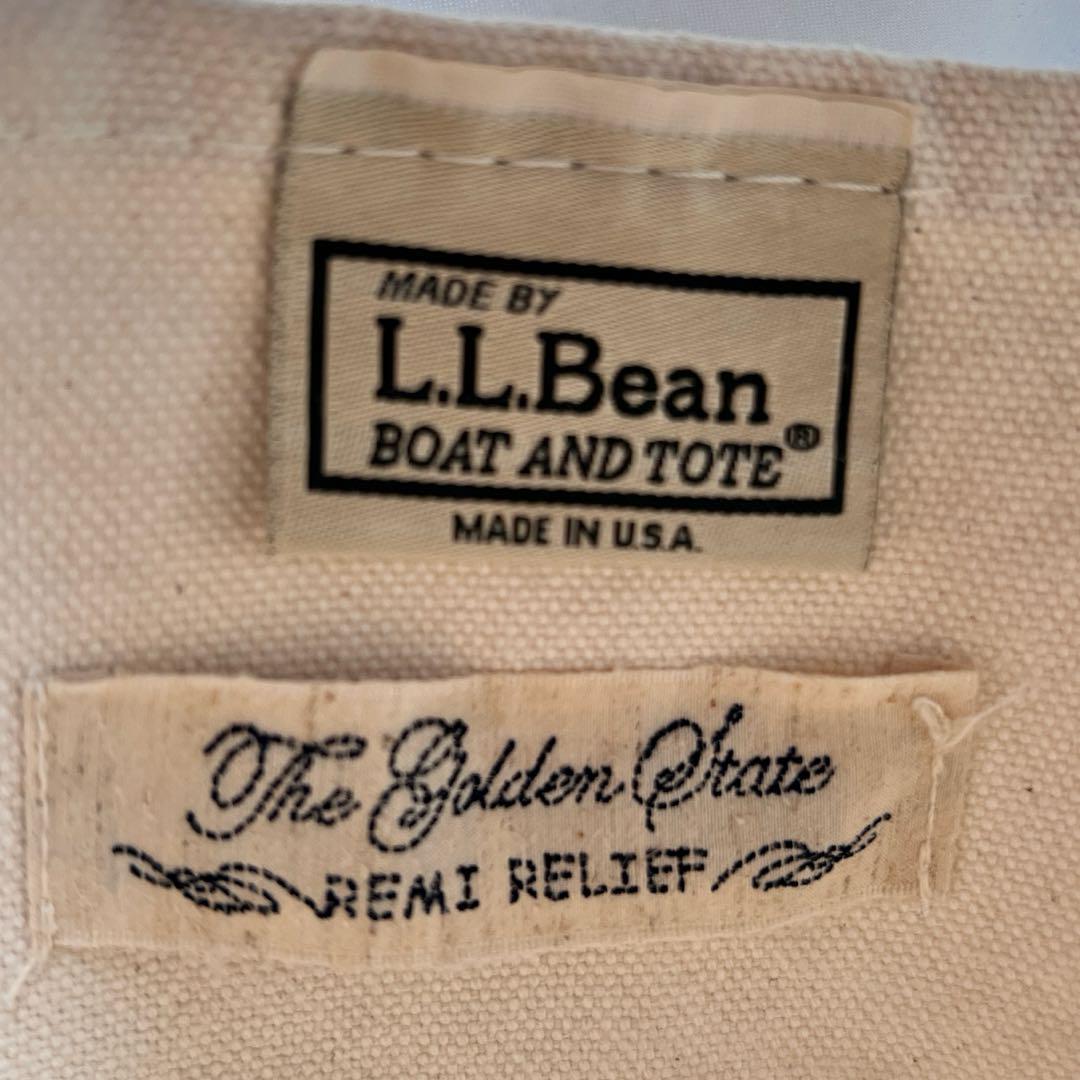 MADE BY
L.L.Bean
BOAT AND TOTE®
MADE IN U.S.A.
The Golden State
REMI RELIEF